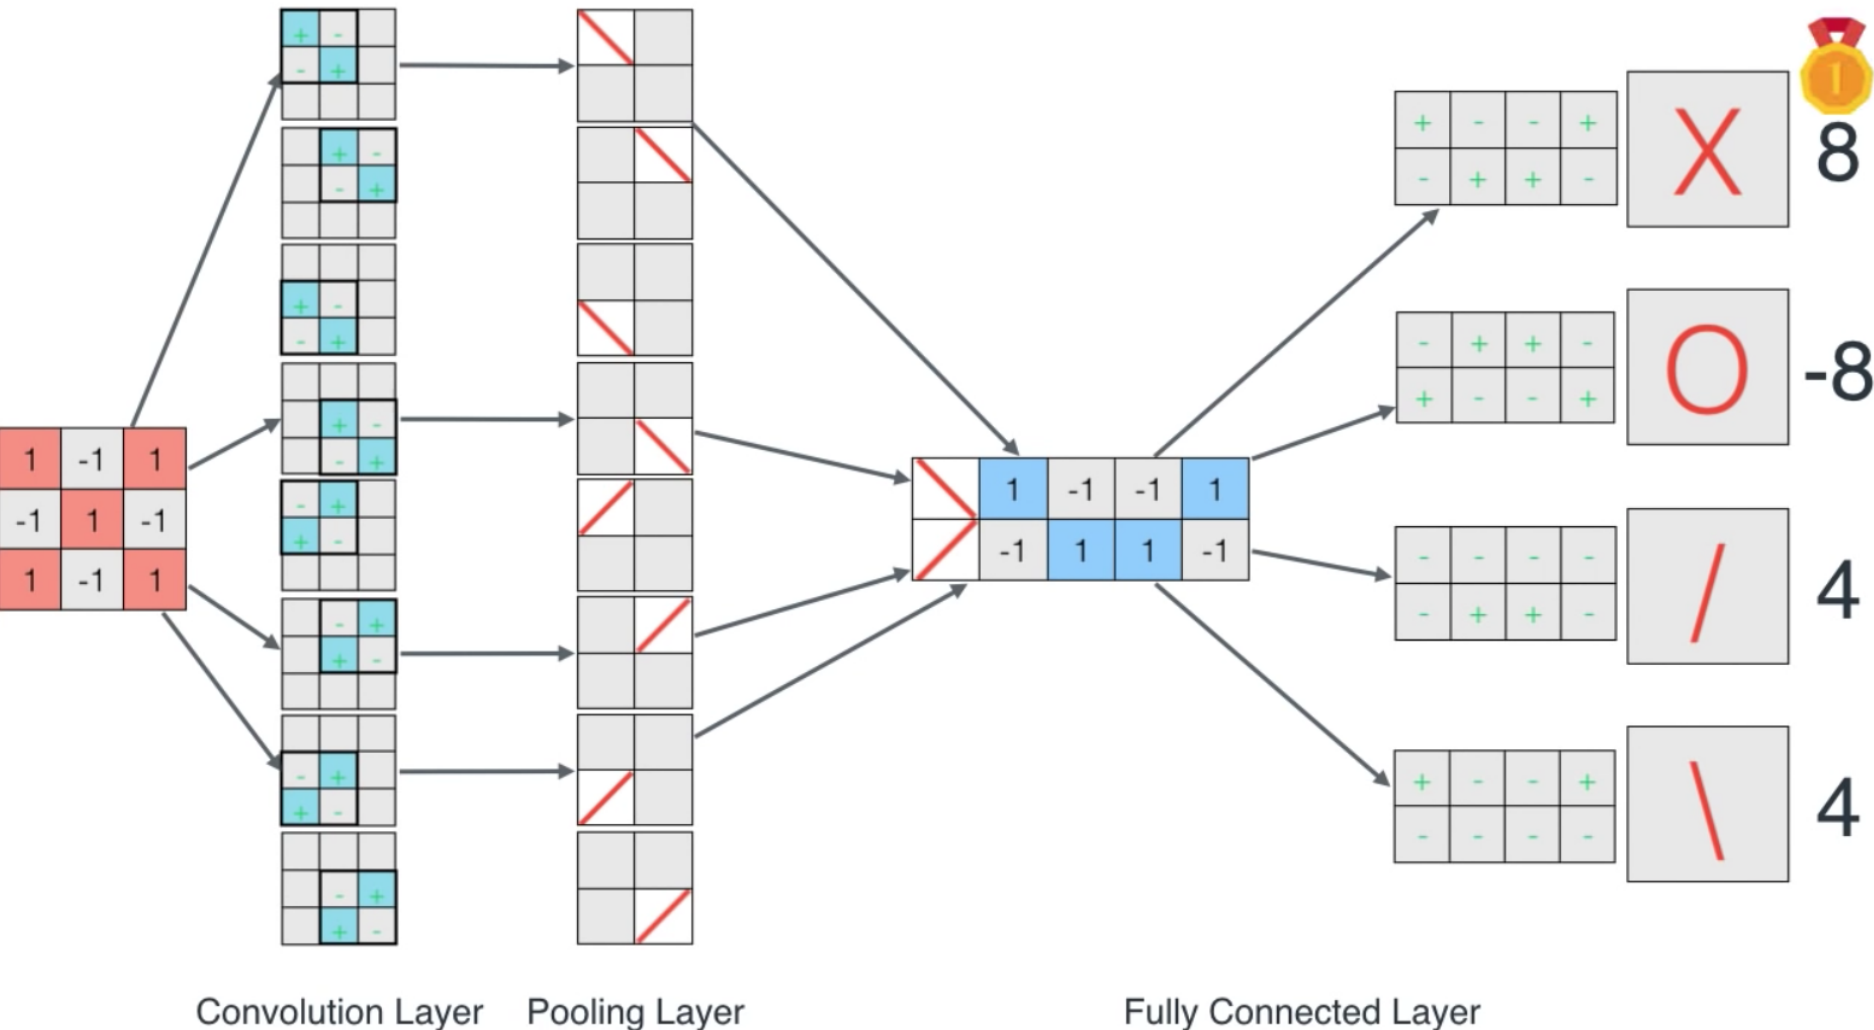 + -
- +
+ -
- +
+ -
- +
+ -
- +
- +
+ -
- +
+ -
- +
+ -
- +
+ -
1 -1 1
-1 1 -1
1 -1 1
1 -1 -1 1
-1 1 1 -1
+ - - +
- + + -
X
1
8
- + + -
+ - - +
O
-8
- - - -
- + + -
/
4
+ - - +
- - - -
\
4
Convolution Layer
Pooling Layer
Fully Connected Layer